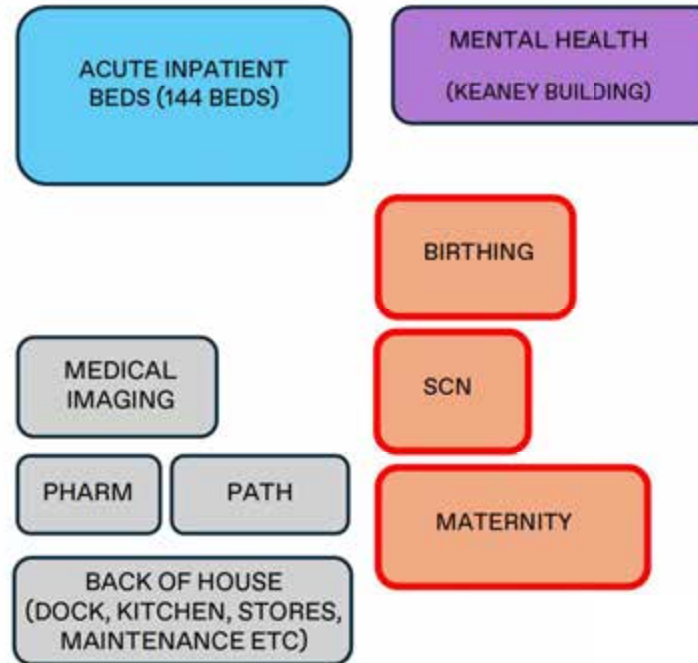 ACUTE INPATIENT
BEDS (144 BEDS)
MENTAL HEALTH
(KEANEY BUILDING)
BIRTHING
MEDICAL
IMAGING
SCN
PHARM
PATH
MATERNITY
BACK OF HOUSE
(DOCK, KITCHEN, STORES,
MAINTENANCE ETC)